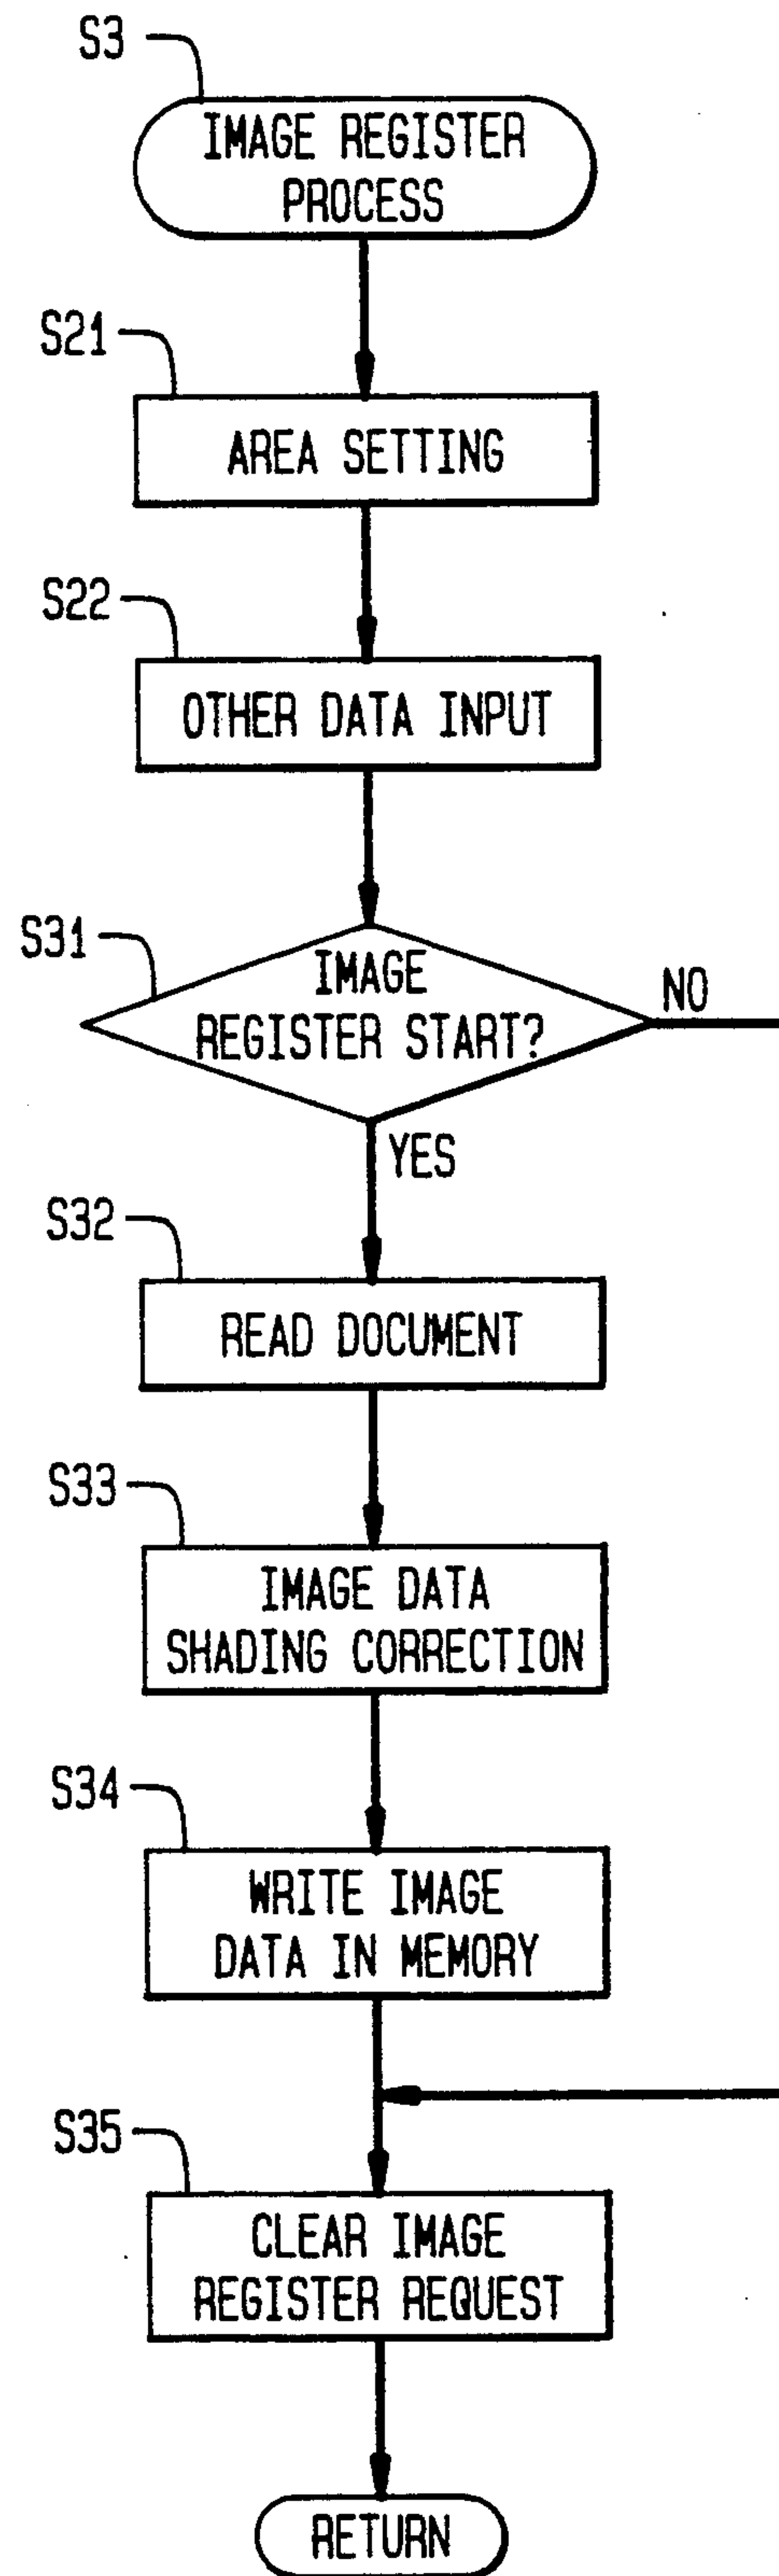 S3
IMAGE REGISTER
PROCESS
S21
AREA SETTING
S22
OTHER DATA INPUT
S31
IMAGE
REGISTER START?
NO
YES
S32
READ DOCUMENT
S33
IMAGE DATA
SHADING CORRECTION
S34
WRITE IMAGE
DATA IN MEMORY
S35
CLEAR IMAGE
REGISTER REQUEST
RETURN